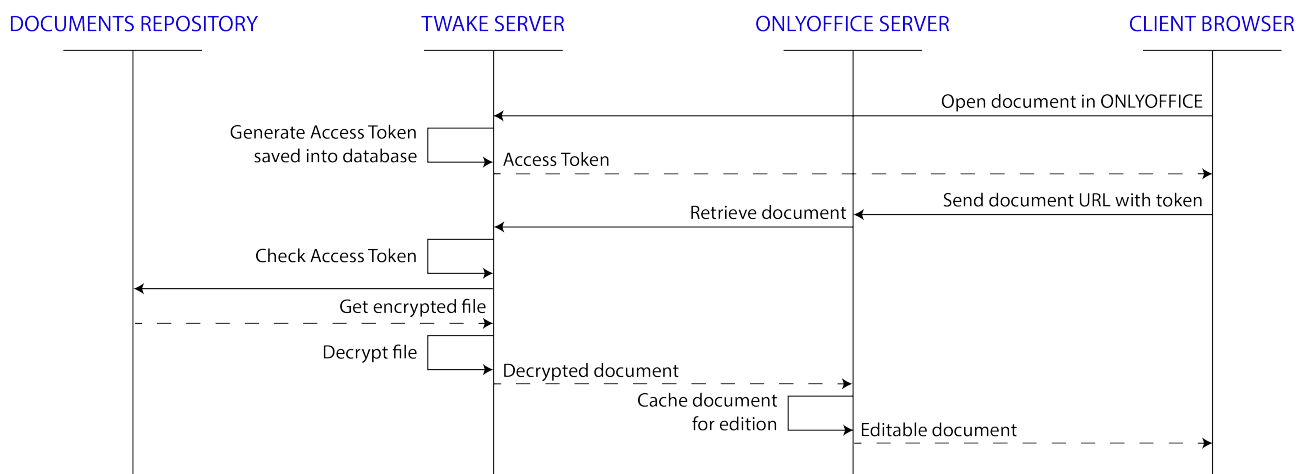 DOCUMENTS REPOSITORY
TWAKE SERVER
ONLYOFFICE SERVER
CLIENT BROWSER
Open document in ONLYOFFICE
Generate Access Token
saved into database
Access Token
Send document URL with token
Retrieve document
Check Access Token
Get encrypted file
Decrypt file
Decrypted document
Cache document
for edition
Editable document